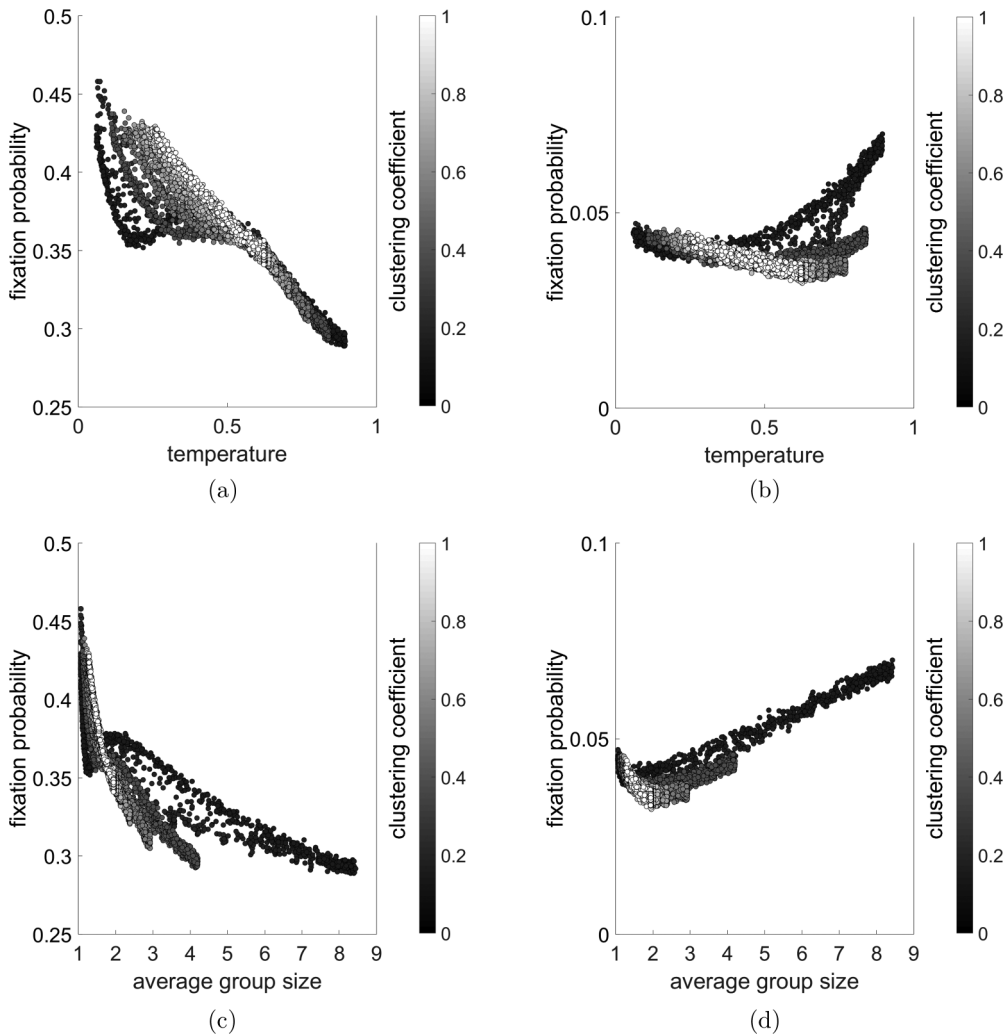 0.5
0.45
0.4
0.35
0.3
0.25
fixation probability
0
0.5
1
temperature
1
0.8
0.6
0.4
0.2
0
clustering coefficient
(a)
0.1
0.05
0
fixation probability
0
0.5
1
temperature
1
0.8
0.6
0.4
0.2
0
clustering coefficient
(b)
0.5
0.45
0.4
0.35
0.3
0.25
fixation probability
1 2 3 4 5 6 7 8 9
average group size
1
0.8
0.6
0.4
0.2
0
clustering coefficient
(c)
0.1
0.05
0
fixation probability
1 2 3 4 5 6 7 8 9
average group size
1
0.8
0.6
0.4
0.2
0
clustering coefficient
(d)